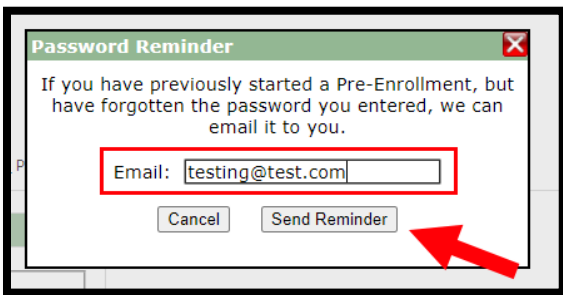 Password Reminder
If you have previously started a Pre-Enrollment, but
have forgotten the password you entered, we can
email it to you.
P
Email: testing@test.com
Cancel Send Reminder